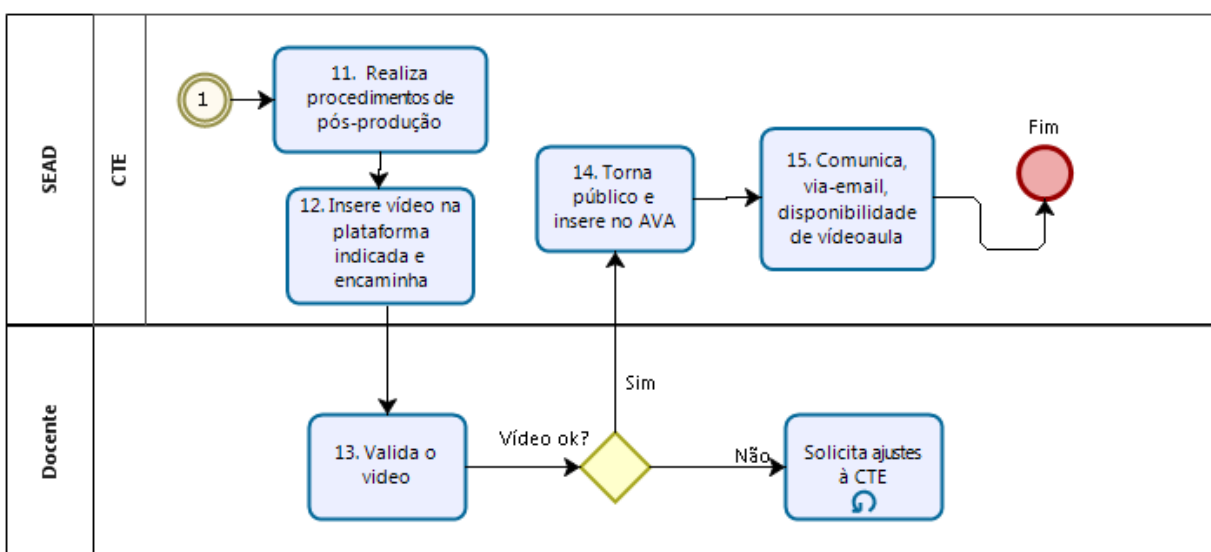 SEAD
CTE
1
11. Realiza
procedimentos de
pós-produção
12. Insere vídeo na
plataforma
indicada e
encaminha
14. Torna
público e
insere no AVA
15. Comunica,
via-email,
disponibilidade
de vídeoaula
Fim
Docente
13. Valida o
video
Vídeo ok?
Sim
Não
Solicita ajustes
à CTE